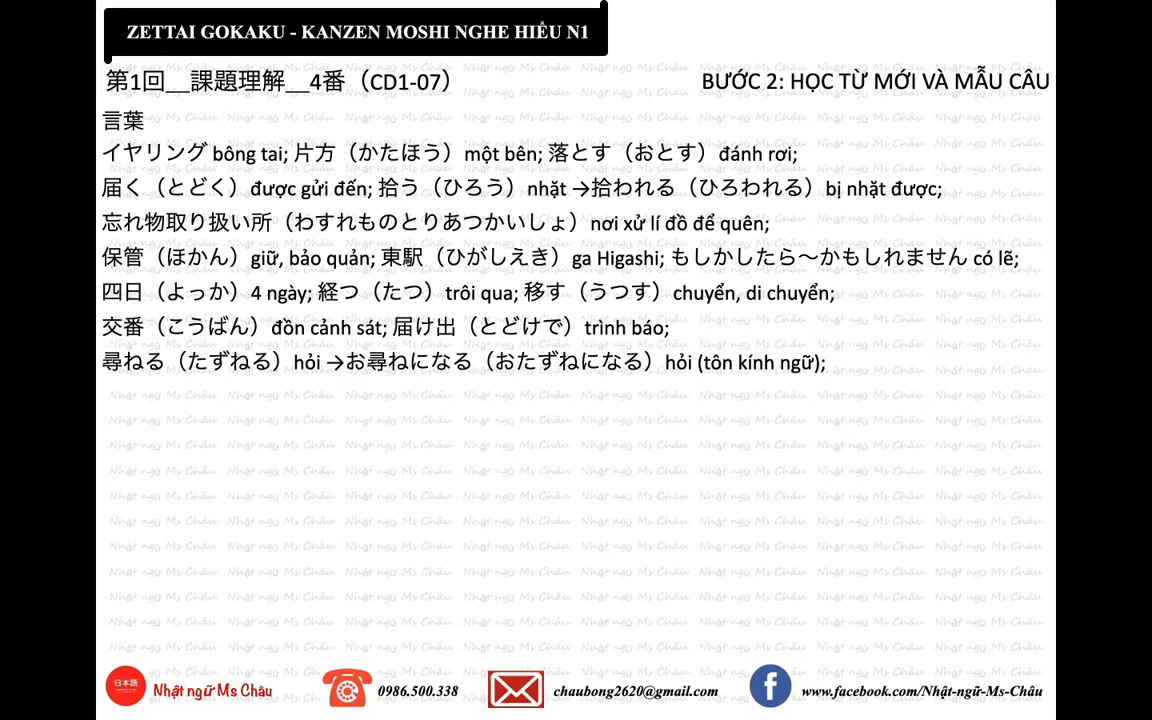 ZETTAI GOKAKU - KANZEN MOSHI NGHE HIỂU N1
第1回__課題理解__4番（CD1-07） BƯỚC 2: HỌC TỪ MỚI VÀ MẪU CÂU
言葉
イヤリング bông tai; 片方（かたほう）một bên; 落とす（おとす）đánh rơi;
届く（とどく）được gửi đến; 拾う（ひろう）nhặt →拾われる（ひろわれる）bị nhặt được;
忘れ物取り扱い所（わすれものとりあつかいしょ）nơi xử lí đồ để quên;
保管（ほかん）giữ, bảo quản; 東駅（ひがしえき）ga Higashi; もしかしたら～かもしれません có lẽ;
四日（よっか）4 ngày; 経つ（たつ）trôi qua; 移す（うつす）chuyển, di chuyển;
交番（こうばん）đồn cảnh sát; 届け出（とどけで）trình báo;
尋ねる（たずねる）hỏi →お尋ねになる（おたずねになる）hỏi (tôn kính ngữ);
日本語 Nhật ngữ Ms Châu 0986.500.338 chaubong2620@gmail.com www.facebook.com/Nhật-ngữ-Ms-Châu